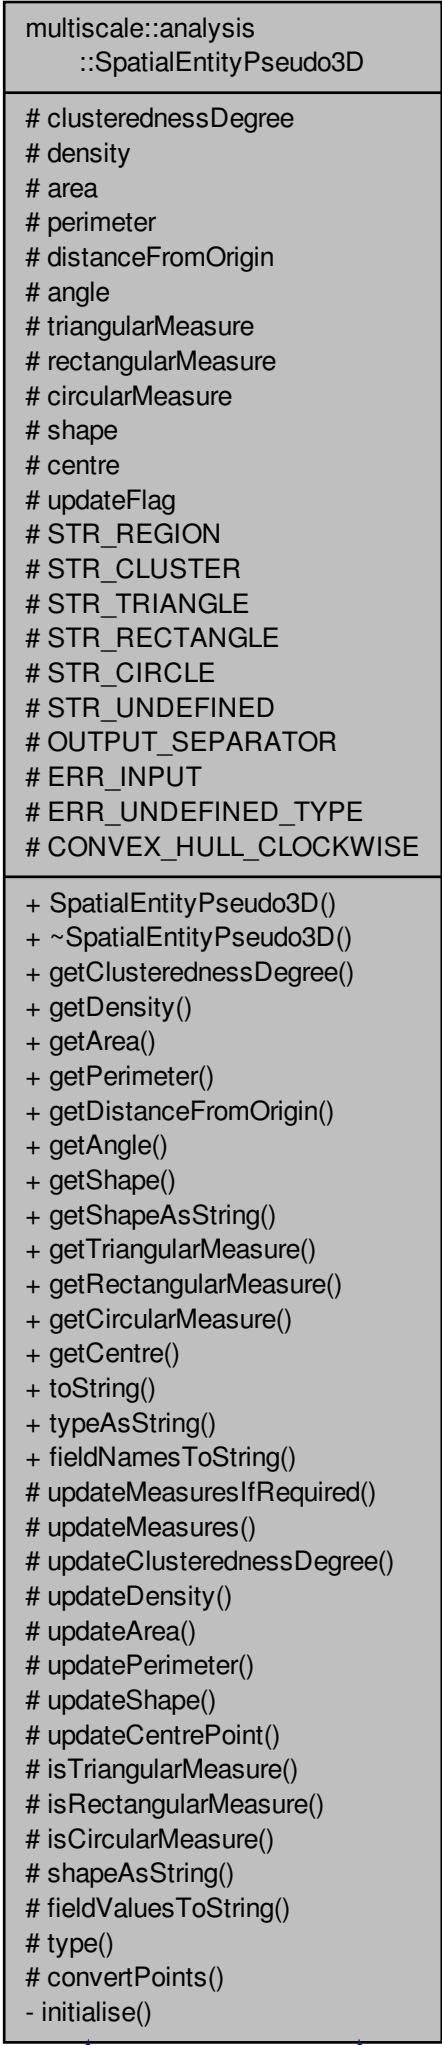 multiscale::analysis
::SpatialEntityPseudo3D
# clusterednessDegree
# density
# area
# perimeter
# distanceFromOrigin
# angle
# triangularMeasure
# rectangularMeasure
# circularMeasure
# shape
# centre
# updateFlag
# STR_REGION
# STR_CLUSTER
# STR_TRIANGLE
# STR_RECTANGLE
# STR_CIRCLE
# STR_UNDEFINED
# OUTPUT_SEPARATOR
# ERR_INPUT
# ERR_UNDEFINED_TYPE
# CONVEX_HULL_CLOCKWISE
+ SpatialEntityPseudo3D()
+ ~SpatialEntityPseudo3D()
+ getClusterednessDegree()
+ getDensity()
+ getArea()
+ getPerimeter()
+ getDistanceFromOrigin()
+ getAngle()
+ getShape()
+ getShapeAsString()
+ getTriangularMeasure()
+ getRectangularMeasure()
+ getCircularMeasure()
+ getCentre()
+ toString()
+ typeAsString()
+ fieldNamesToString()
# updateMeasuresIfRequired()
# updateMeasures()
# updateClusterednessDegree()
# updateDensity()
# updateArea()
# updatePerimeter()
# updateShape()
# updateCentrePoint()
# isTriangularMeasure()
# isRectangularMeasure()
# isCircularMeasure()
# shapeAsString()
# fieldValuesToString()
# type()
# convertPoints()
- initialise()